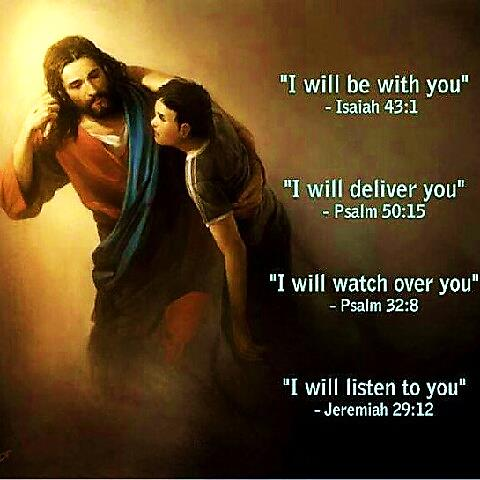 "I will be with you"
- Isaiah 43:1
"I will deliver you"
- Psalm 50:15
"I will watch over you"
- Psalm 32:8
"I will listen to you"
- Jeremiah 29:12